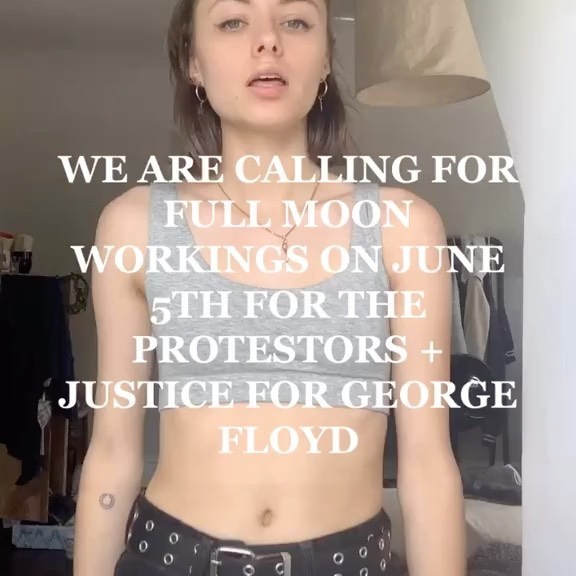 WE ARE CALLING FOR
FULL MOON
WORKINGS ON JUNE
5TH FOR THE
PROTESTORS +
JUSTICE FOR GEORGE
FLOYD